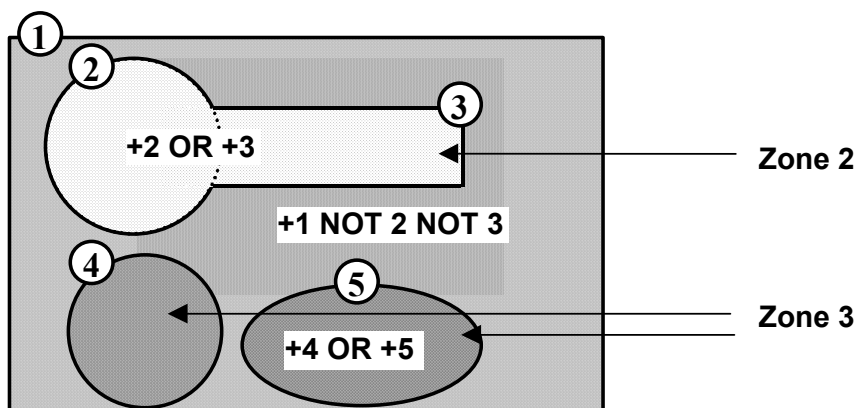 1
2
3
+2 OR +3
Zone 2
+1 NOT 2 NOT 3
4
5
Zone 3
+4 OR +5